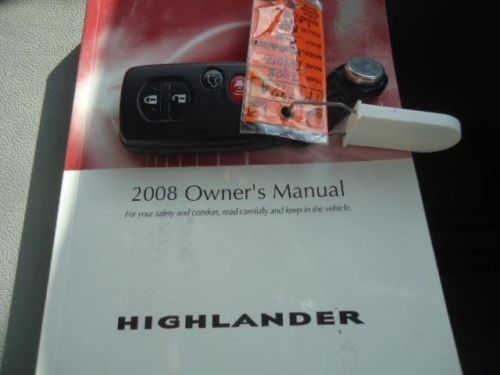 2008 Owner's Manual
For your safety and comfort, read carefully and keep in the vehicle.
HIGHLANDER